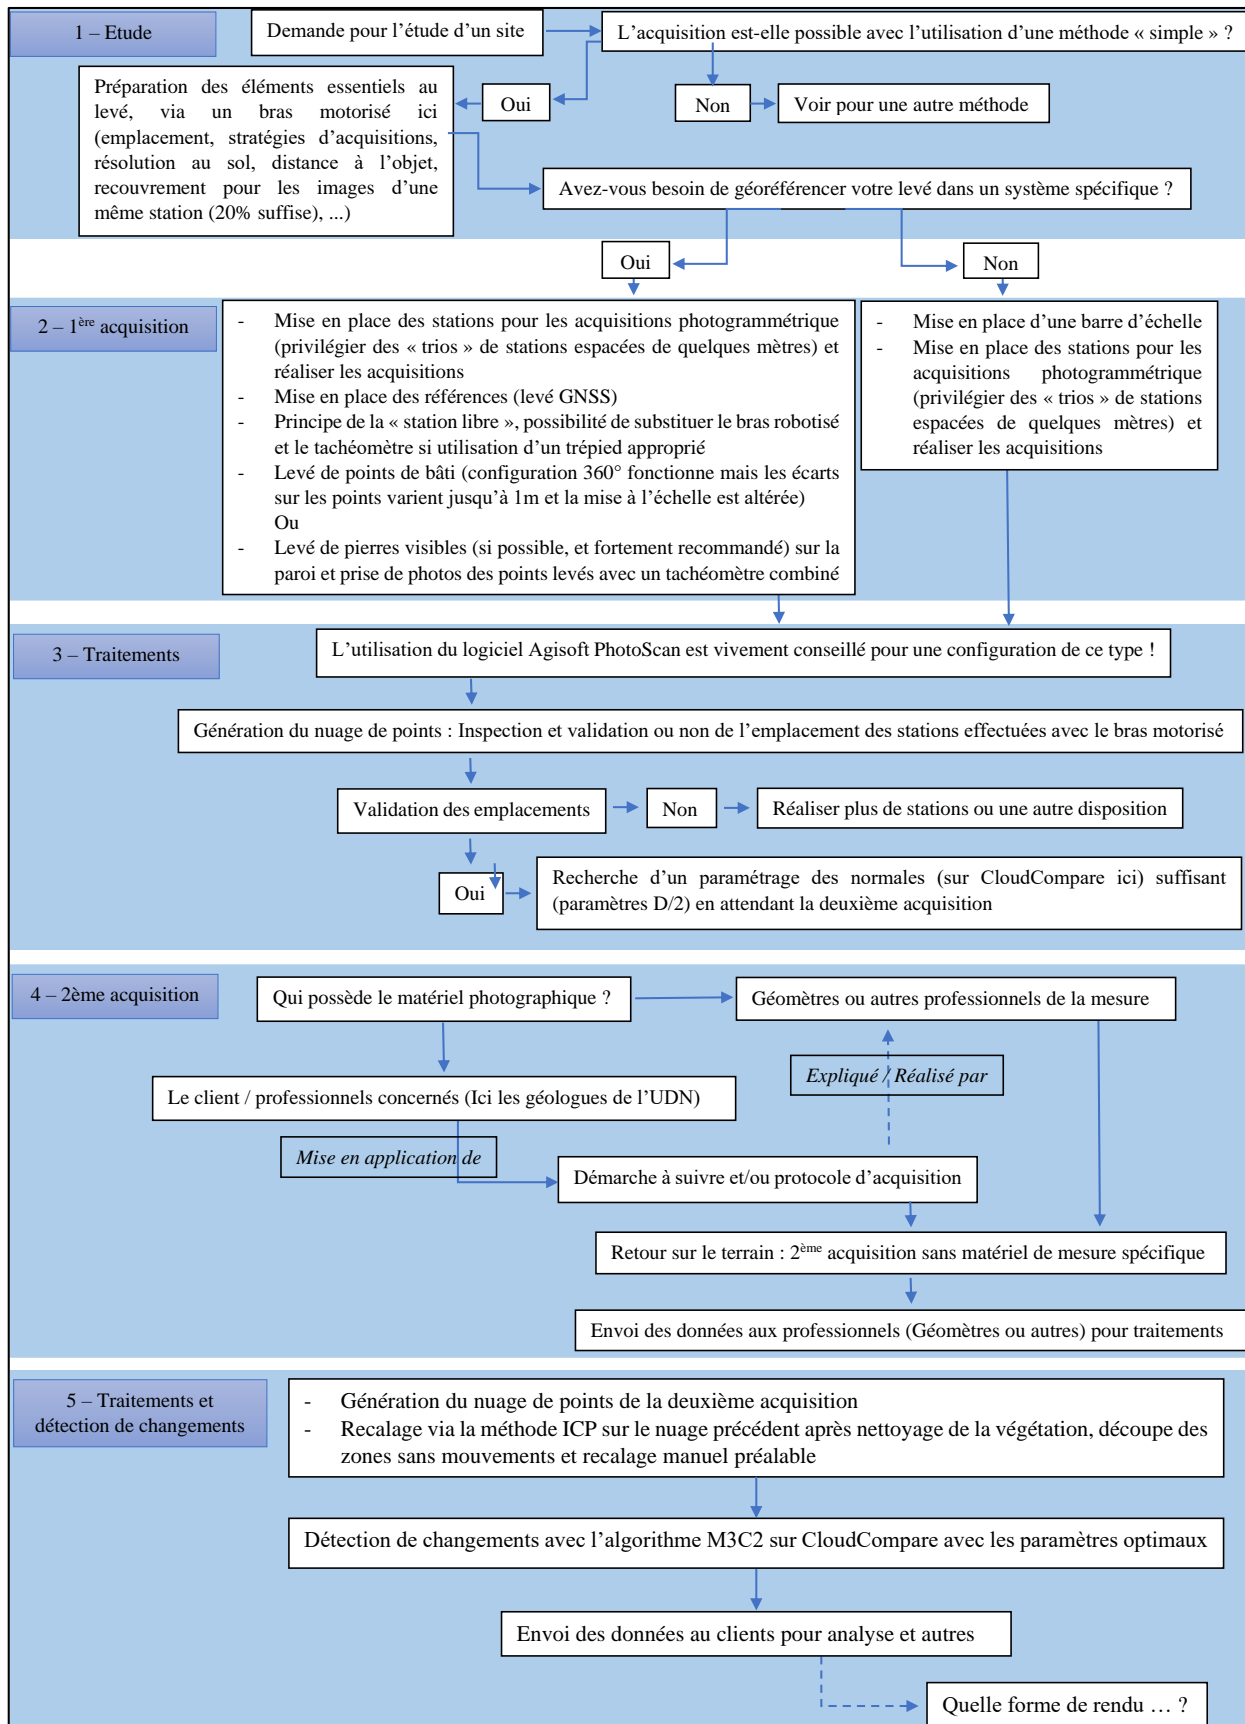 1 – Etude
Demande pour l’étude d’un site
L’acquisition est-elle possible avec l’utilisation d’une méthode « simple » ?
Préparation des éléments essentiels au
levé, via un bras motorisé ici
(emplacement, stratégies d’acquisitions,
résolution au sol, distance à l’objet,
recouvrement pour les images d’une
même station (20% suffise), ...)
Oui
Non
Voir pour une autre méthode
Avez-vous besoin de géoréférencer votre levé dans un système spécifique ?
Oui
Non
2 – 1ère acquisition
- Mise en place des stations pour les acquisitions photogrammétrique
(privilégier des « trios » de stations espacées de quelques mètres) et
réaliser les acquisitions
- Mise en place des références (levé GNSS)
- Principe de la « station libre », possibilité de substituer le bras robotisé
et le tachéomètre si utilisation d’un trépied approprié
- Levé de points de bâti (configuration 360° fonctionne mais les écarts
sur les points varient jusqu’à 1m et la mise à l’échelle est altérée)
Ou
- Levé de pierres visibles (si possible, et fortement recommandé) sur la
paroi et prise de photos des points levés avec un tachéomètre combiné
- Mise en place d’une barre d’échelle
- Mise en place des stations pour les
acquisitions photogrammétrique
(privilégier des « trios » de stations
espacées de quelques mètres) et
réaliser les acquisitions
3 – Traitements
L’utilisation du logiciel Agisoft PhotoScan est vivement conseillé pour une configuration de ce type !
Génération du nuage de points : Inspection et validation ou non de l’emplacement des stations effectuées avec le bras motorisé
Validation des emplacements
Non
Réaliser plus de stations ou une autre disposition
Oui
Recherche d’un paramétrage des normales (sur CloudCompare ici) suffisant
(paramètres D/2) en attendant la deuxième acquisition
4 – 2ème acquisition
Qui possède le matériel photographique ?
Géomètres ou autres professionnels de la mesure
Expliqué / Réalisé par
Le client / professionnels concernés (Ici les géologues de l’UDN)
Mise en application de
Démarche à suivre et/ou protocole d’acquisition
Retour sur le terrain : 2ème acquisition sans matériel de mesure spécifique
Envoi des données aux professionnels (Géomètres ou autres) pour traitements
5 – Traitements et
détection de changements
- Génération du nuage de points de la deuxième acquisition
- Recalage via la méthode ICP sur le nuage précédent après nettoyage de la végétation, découpe des
zones sans mouvements et recalage manuel préalable
Détection de changements avec l’algorithme M3C2 sur CloudCompare avec les paramètres optimaux
Envoi des données au clients pour analyse et autres
Quelle forme de rendu … ?